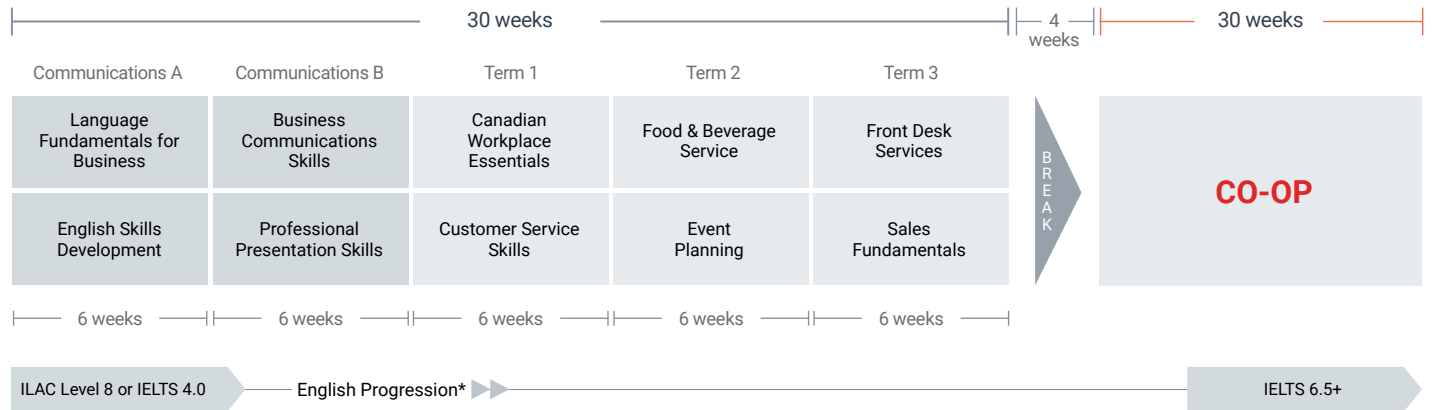 30 weeks
4
weeks
30 weeks
Communications A
Communications B
Term 1
Term 2
Term 3
Language
Fundamentals for
Business
Business
Communications
Skills
Canadian
Workplace
Essentials
Food & Beverage
Service
Front Desk
Services
BREAK
CO-OP
English Skills
Development
Professional
Presentation Skills
Customer Service
Skills
Event
Planning
Sales
Fundamentals
6 weeks
6 weeks
6 weeks
6 weeks
6 weeks
ILAC Level 8 or IELTS 4.0
English Progression*
IELTS 6.5+